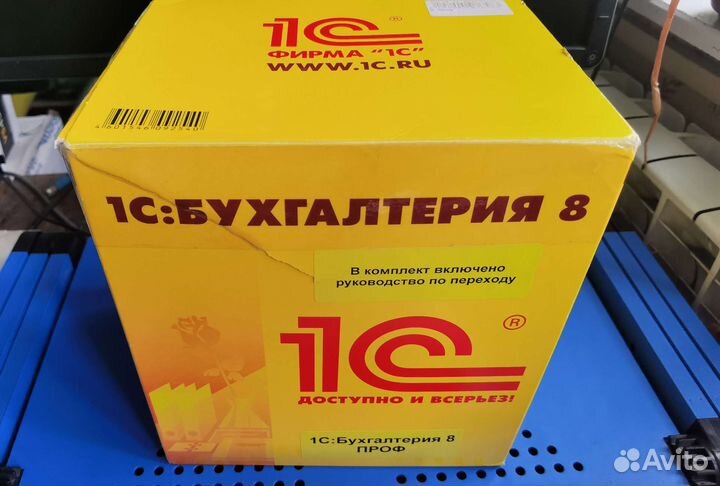 1С®
ФИРМА "1С"
WWW.1C.RU
4601546092540
1С:БУХГАЛТЕРИЯ 8
В комплект включено
руководство по переходу
1С®
ДОСТУПНО И ВСЕРЬЕЗ!
1С:Бухгалтерия 8
ПРОФ
Avito